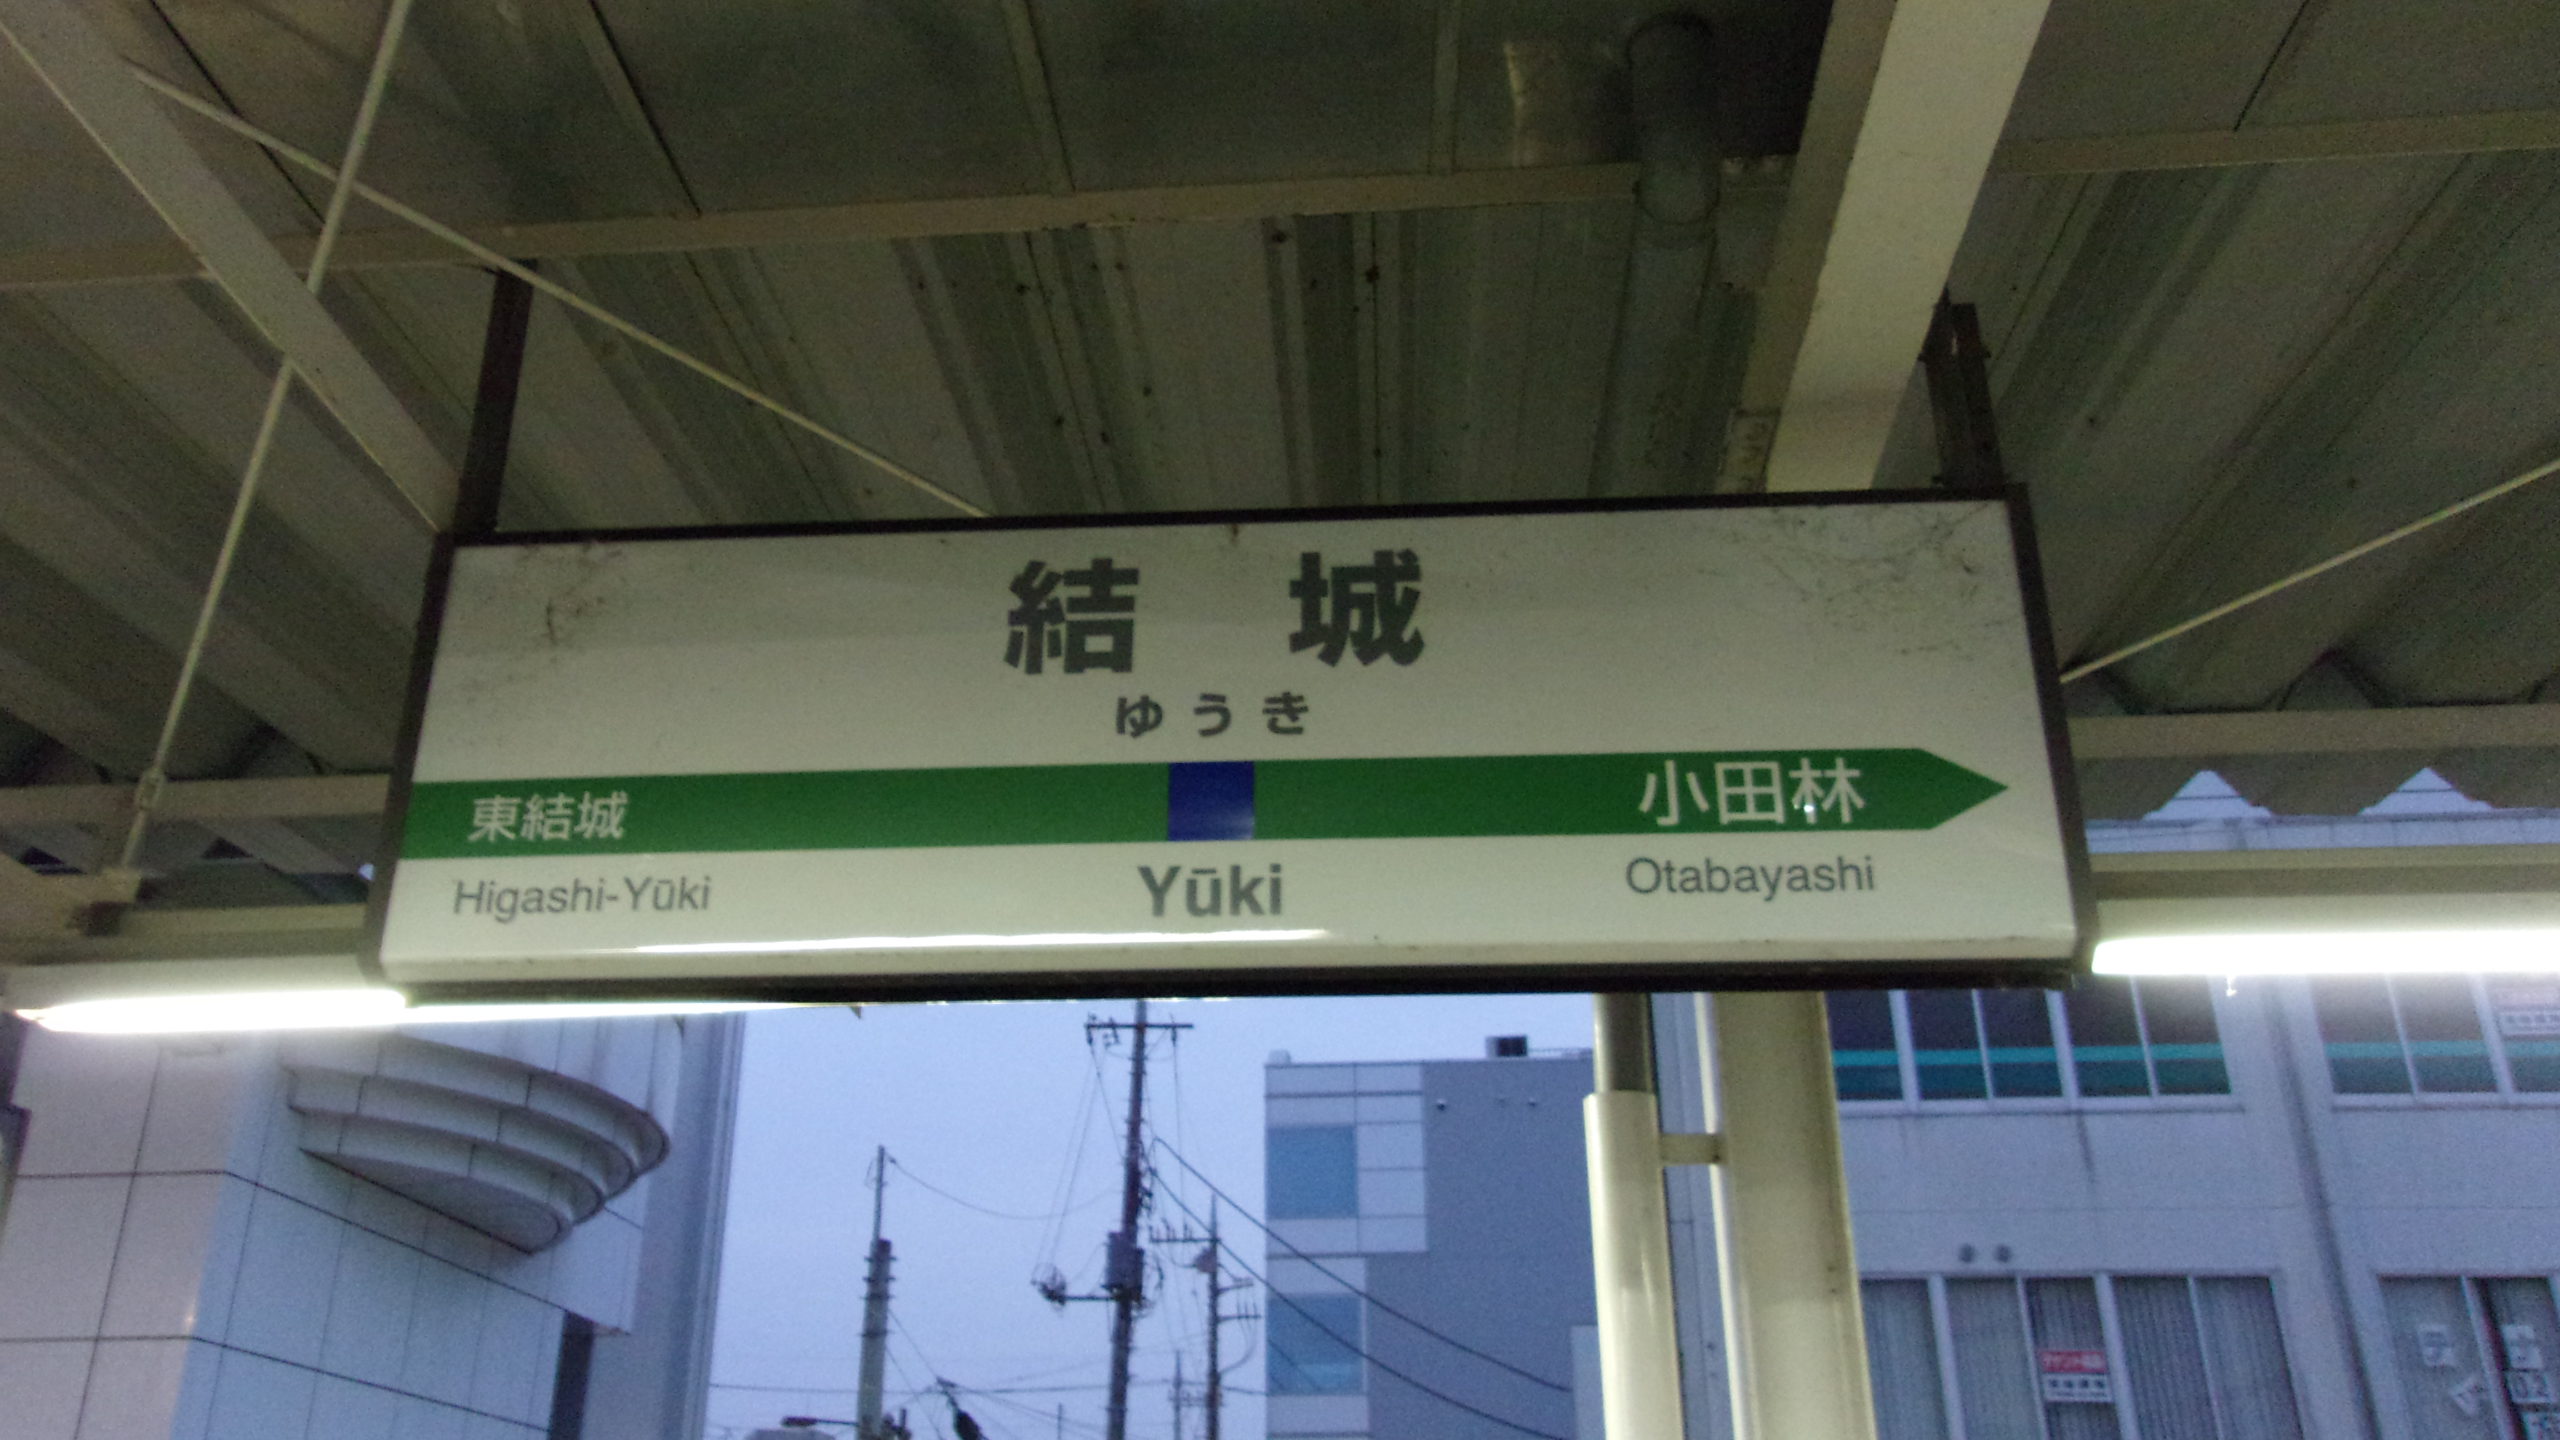 結城
ゆうき
東結城
小田林
Higashi-Yūki
Yūki
Otabayashi